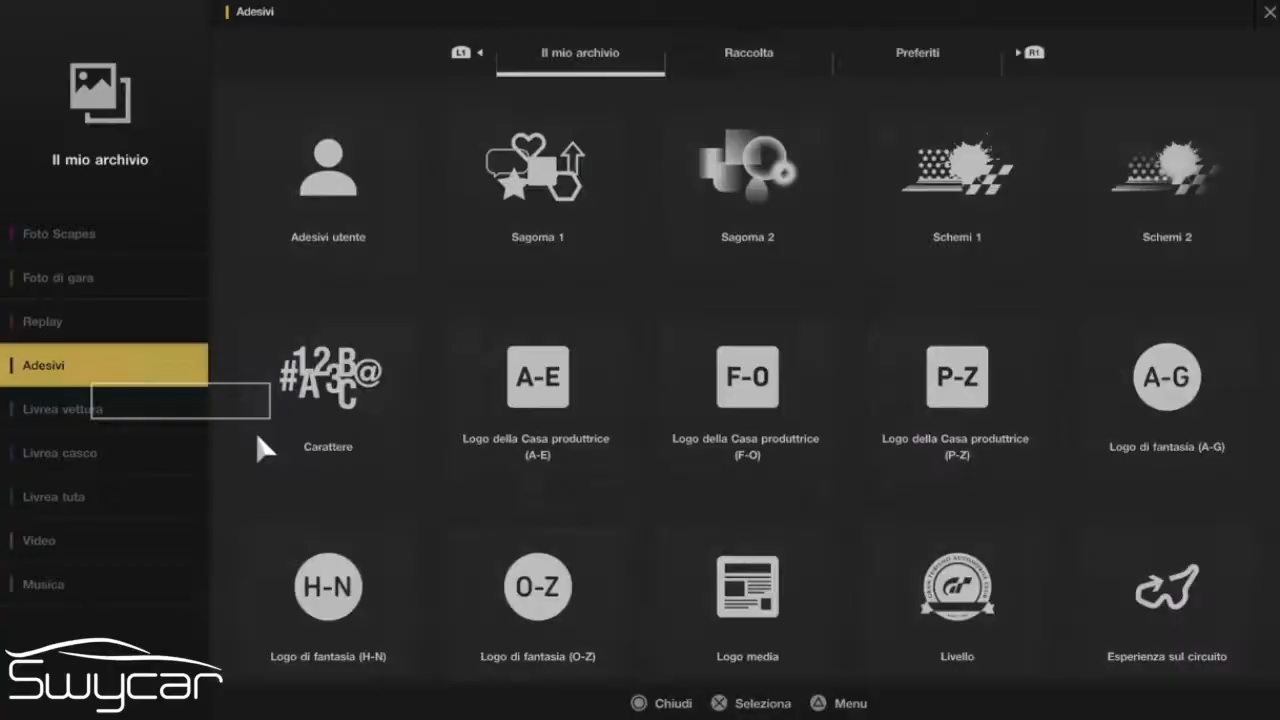 Adesivi
L1
Il mio archivio
Raccolta
Preferiti
R1
Il mio archivio
Foto Scapes
Foto di gara
Replay
Adesivi
Livrea vettura
Livrea casco
Livrea tuta
Video
Musica
Adesivi utente
Sagoma 1
Sagoma 2
Schemi 1
Schemi 2
#12B@
A3C
Carattere
A-E
Logo della Casa produttrice
(A-E)
F-O
Logo della Casa produttrice
(F-O)
P-Z
Logo della Casa produttrice
(P-Z)
A-G
Logo di fantasia (A-G)
H-N
Logo di fantasia (H-N)
O-Z
Logo di fantasia (O-Z)
Logo media
Livello
Esperienza sul circuito
Swycar
Chiudi
Seleziona
Menu